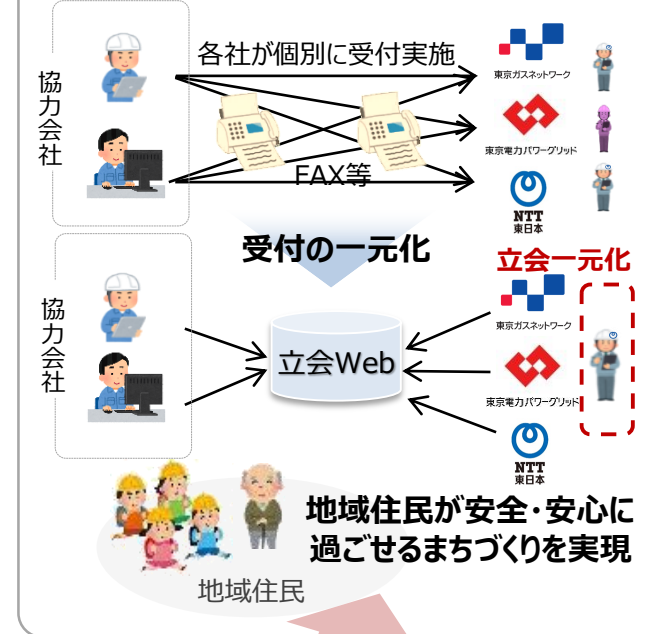 各社が個別に受付実施
協力会社
東京ガスネットワーク
東京電力パワーグリッド
FAX等
NTT
東日本
受付の一元化
立会一元化
協力会社
立会Web
東京ガスネットワーク
東京電力パワーグリッド
NTT
東日本
地域住民が安全・安心に
過ごせるまちづくりを実現
地域住民